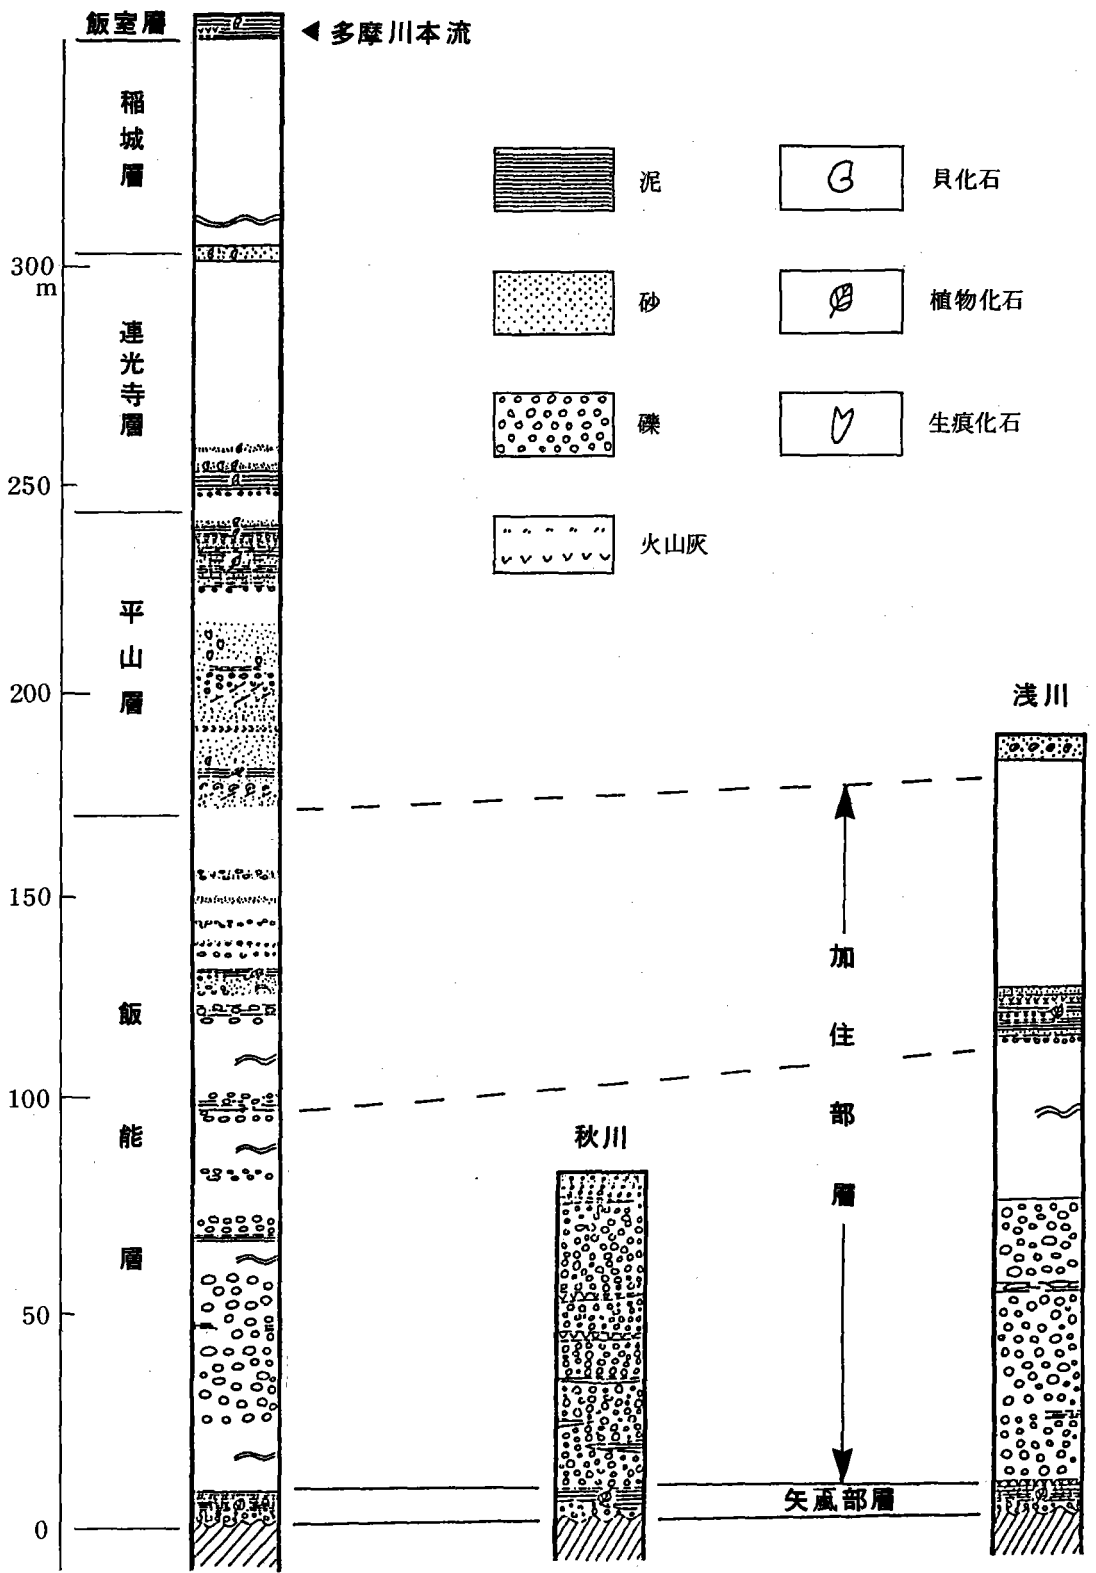 飯室層
◀ 多摩川本流
稲城層
300
m
連光寺層
250
平山層
200
150
飯能層
100
50
0
泥
砂
礫
火山灰
貝化石
植物化石
生痕化石
浅川
加住部層
秋川
矢颪部層